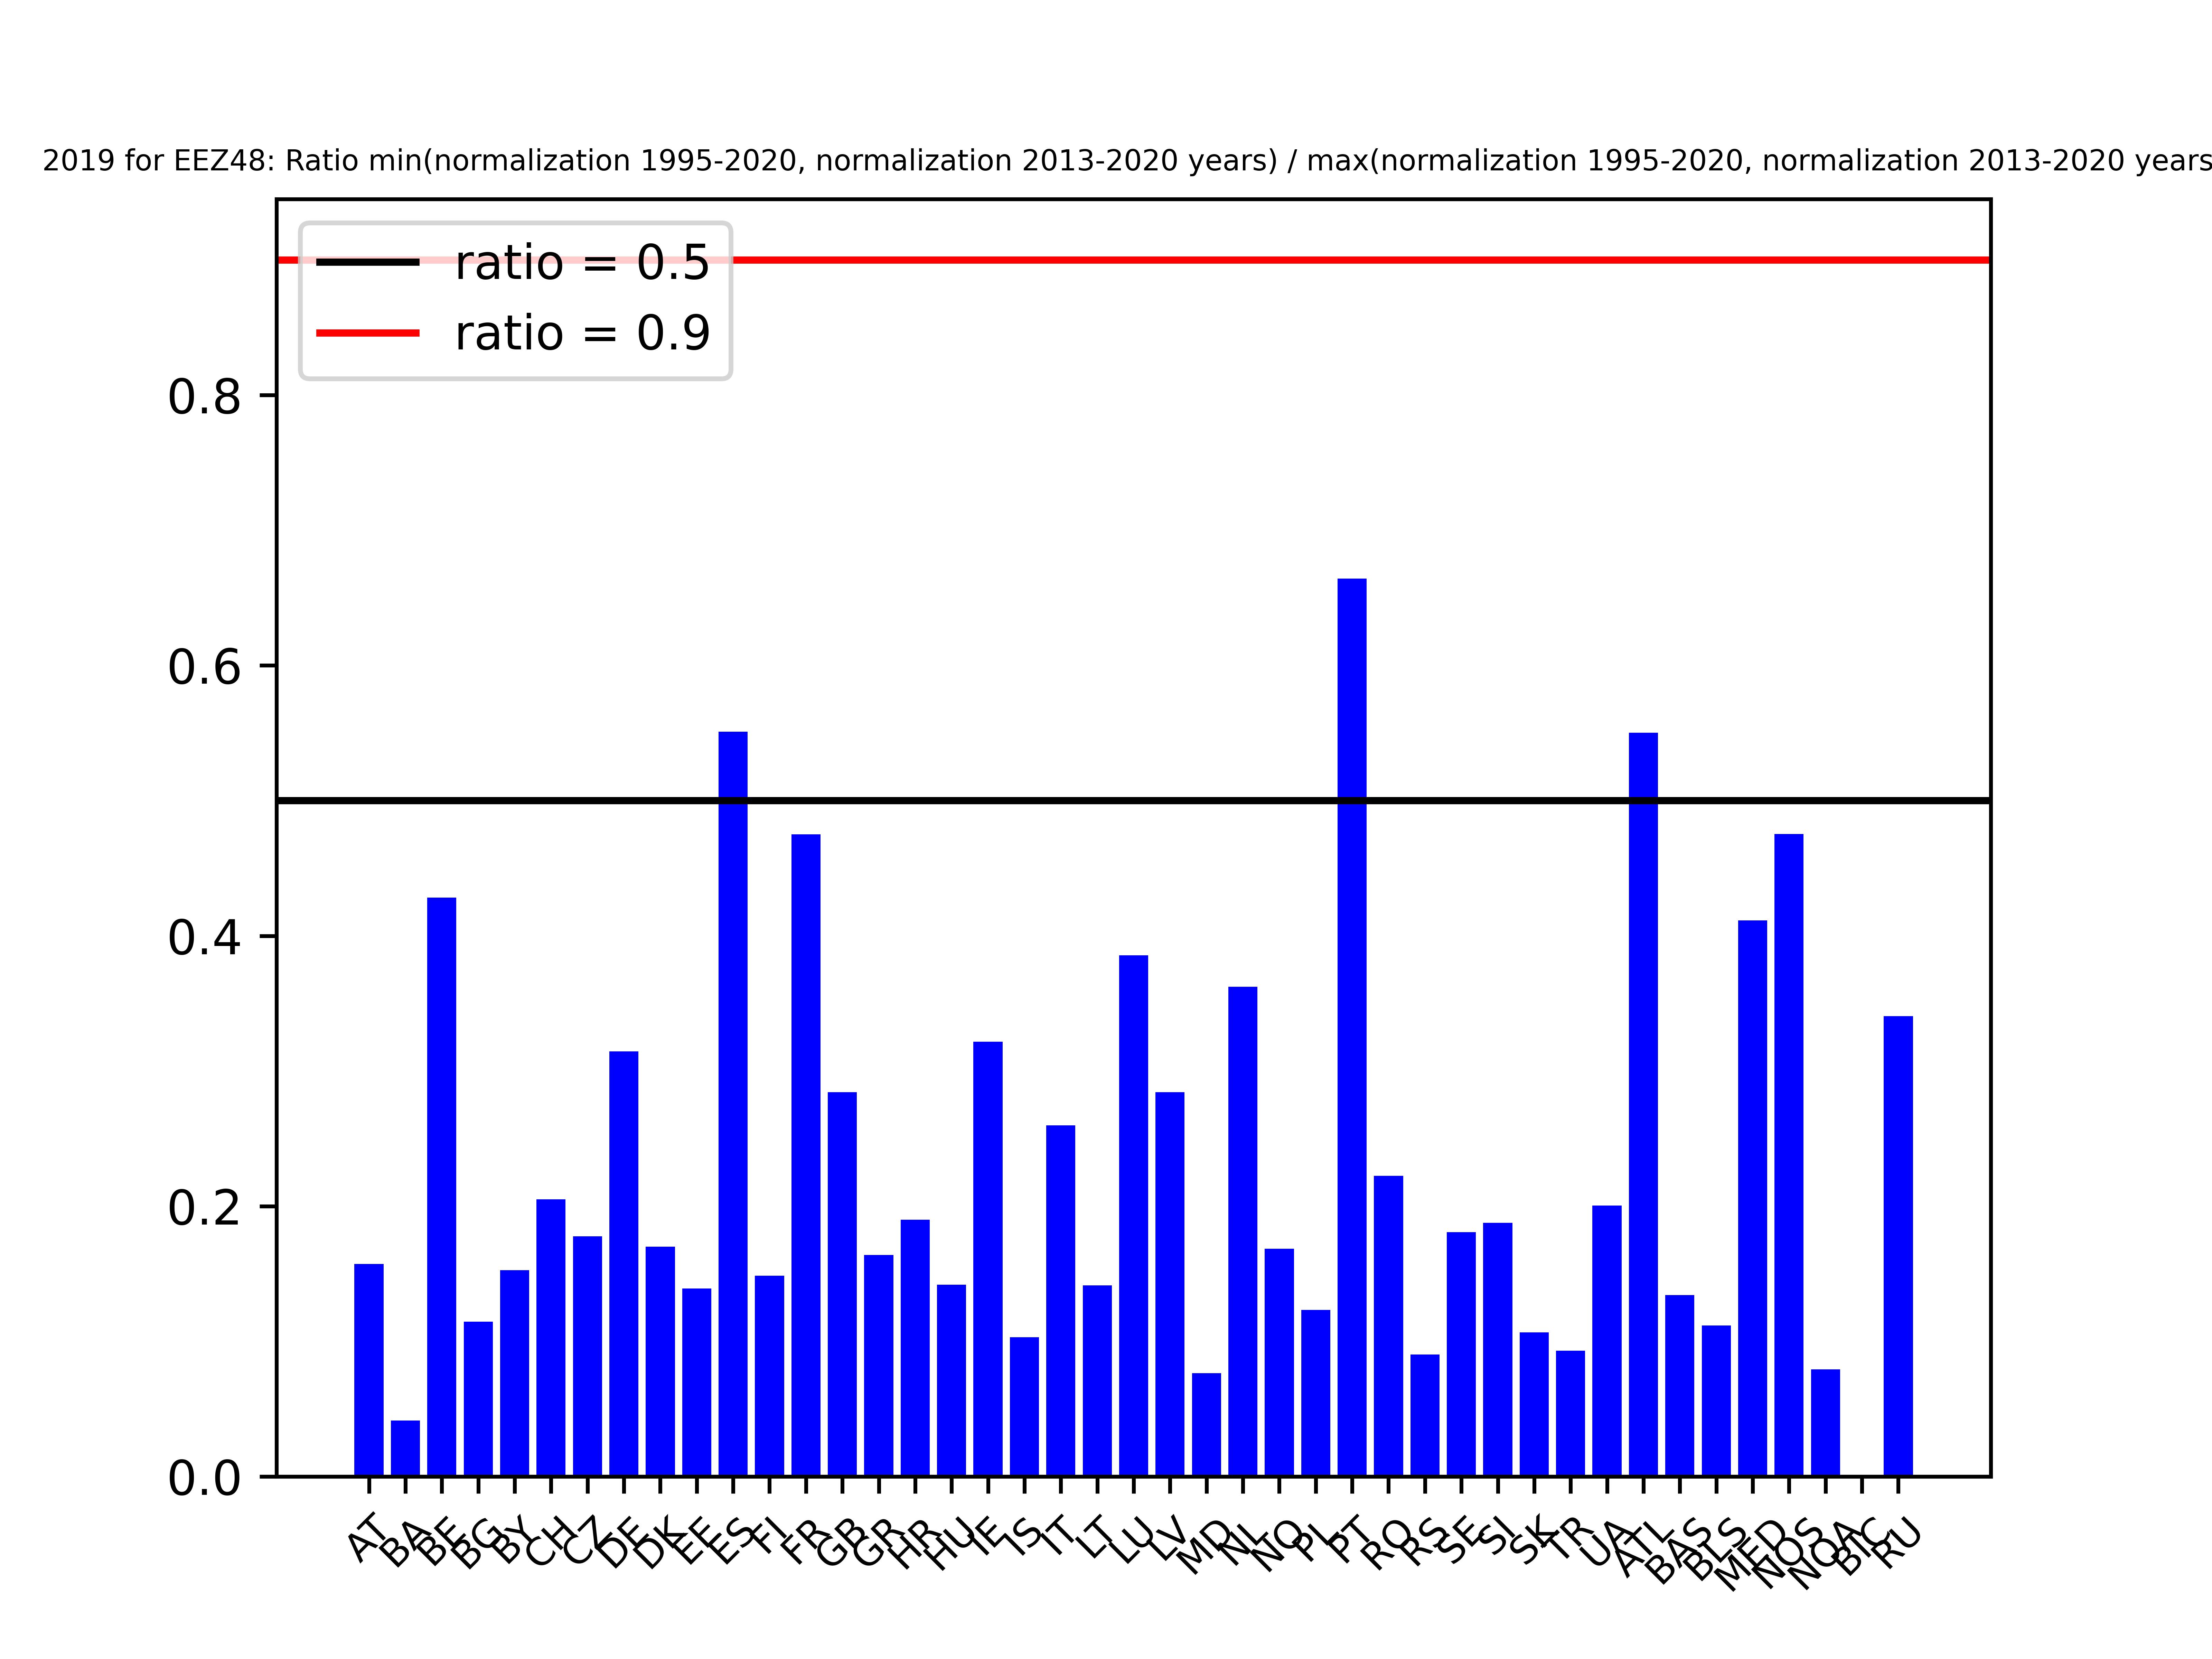 2019 for EEZ48: Ratio min(normalization 1995-2020, normalization 2013-2020 years) / max(normalization 1995-2020, normalization 2013-2020 years
ratio = 0.5
ratio = 0.9
0.8
0.6
0.4
0.2
0.0
AT
BA
BE
BG
BY
CH
CZ
DE
DK
EE
ES
FI
FR
GB
GR
HR
HU
IE
IS
IT
LT
LU
LV
MD
NL
NO
PL
PT
RO
RS
SE
SI
SK
TR
UA
ATL
BAS
BLS
MED
NOS
NOA
RU